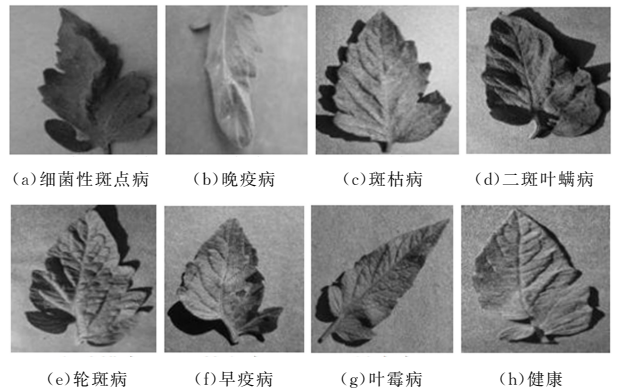 (a)细菌性斑点病 (b)晚疫病 (c)斑枯病 (d)二斑叶螨病
(e)轮斑病 (f)早疫病 (g)叶霉病 (h)健康